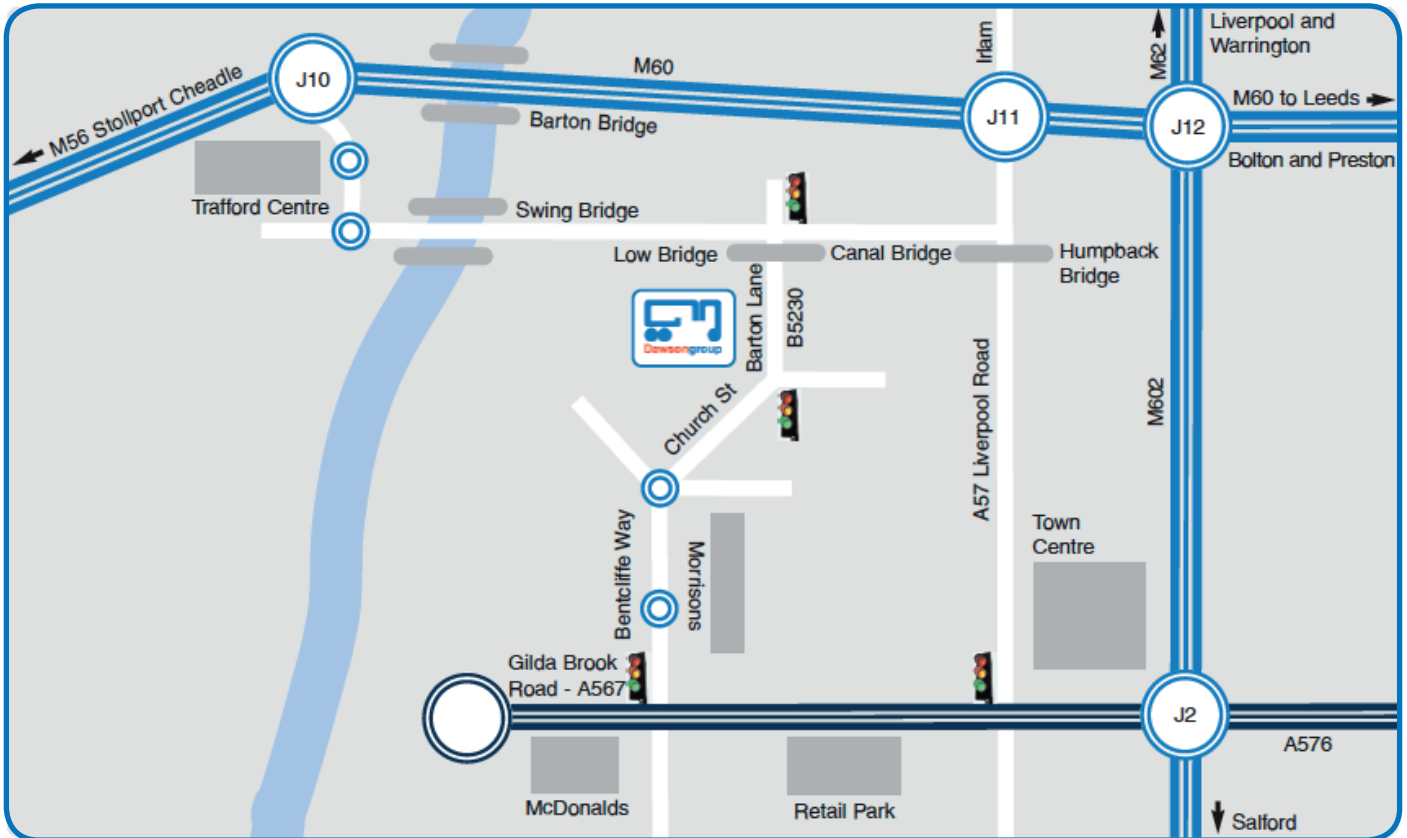 Liverpool and
Warrington
M62
Irlam
M60
J10
M56 Stollport Cheadle
M60 to Leeds
J11
J12
Barton Bridge
Bolton and Preston
Trafford Centre
Swing Bridge
Low Bridge
Canal Bridge
Humpback
Bridge
Barton Lane
B5230
Dawsongroup
A57 Liverpool Road
M602
Church St
Town
Centre
Bentcliffe Way
Morrisons
Gilda Brook
Road - A567
J2
A576
McDonalds
Retail Park
Salford